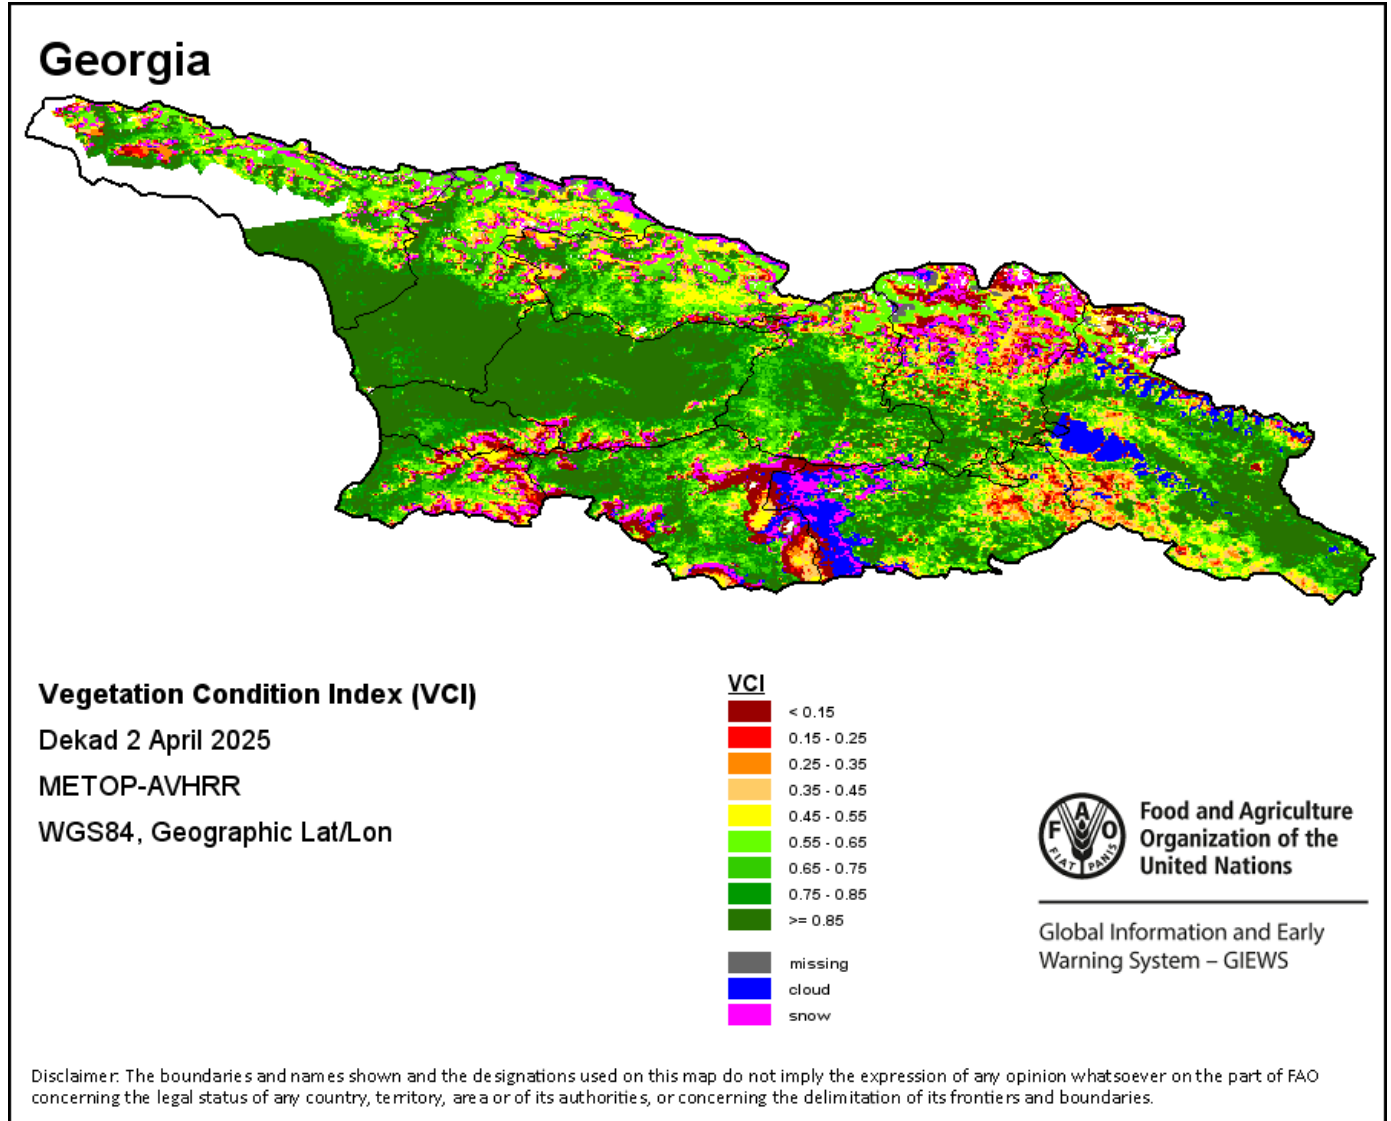 Georgia
Vegetation Condition Index (VCI)
Dekad 2 April 2025
METOP-AVHRR
WGS84, Geographic Lat/Lon
VCI
< 0.15
0.15 - 0.25
0.25 - 0.35
0.35 - 0.45
0.45 - 0.55
0.55 - 0.65
0.65 - 0.75
0.75 - 0.85
>= 0.85
missing
cloud
snow
F A O
FIAT PANIS
Food and Agriculture
Organization of the
United Nations
Global Information and Early
Warning System – GIEWS
Disclaimer: The boundaries and names shown and the designations used on this map do not imply the expression of any opinion whatsoever on the part of FAO
concerning the legal status of any country, territory, area or of its authorities, or concerning the delimitation of its frontiers and boundaries.